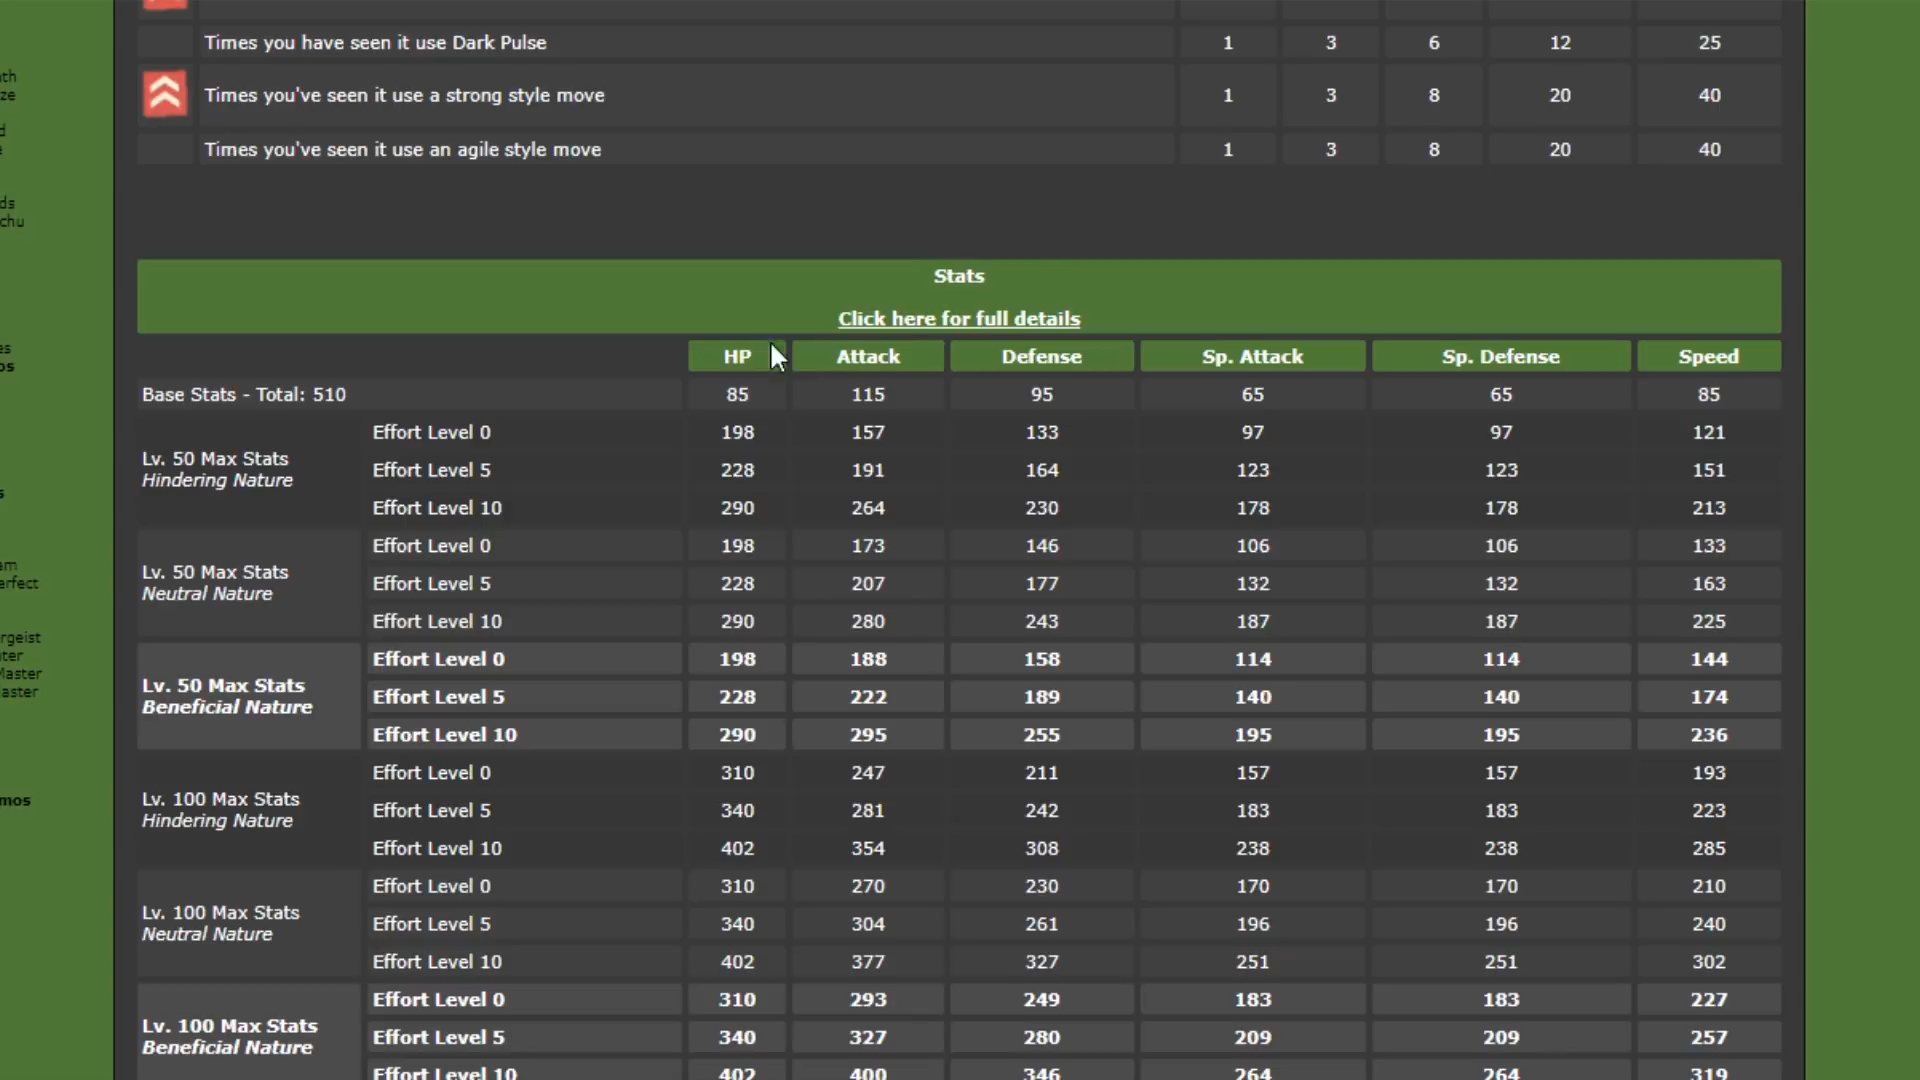 Times you have seen it use Dark Pulse 1 3 6 12 25
Times you've seen it use a strong style move 1 3 8 20 40
Times you've seen it use an agile style move 1 3 8 20 40
Stats
Click here for full details
HP Attack Defense Sp. Attack Sp. Defense Speed
Base Stats - Total: 510 85 115 95 65 65 85
Lv. 50 Max Stats
Hindering Nature
Effort Level 0 198 157 133 97 97 121
Effort Level 5 228 191 164 123 123 151
Effort Level 10 290 264 230 178 178 213
Lv. 50 Max Stats
Neutral Nature
Effort Level 0 198 173 146 106 106 133
Effort Level 5 228 207 177 132 132 163
Effort Level 10 290 280 243 187 187 225
Lv. 50 Max Stats
Beneficial Nature
Effort Level 0 198 188 158 114 114 144
Effort Level 5 228 222 189 140 140 174
Effort Level 10 290 295 255 195 195 236
Lv. 100 Max Stats
Hindering Nature
Effort Level 0 310 247 211 157 157 193
Effort Level 5 340 281 242 183 183 223
Effort Level 10 402 354 308 238 238 285
Lv. 100 Max Stats
Neutral Nature
Effort Level 0 310 270 230 170 170 210
Effort Level 5 340 304 261 196 196 240
Effort Level 10 402 377 327 251 251 302
Lv. 100 Max Stats
Beneficial Nature
Effort Level 0 310 293 249 183 183 227
Effort Level 5 340 327 280 209 209 257
Effort Level 10 402 400 346 264 264 319